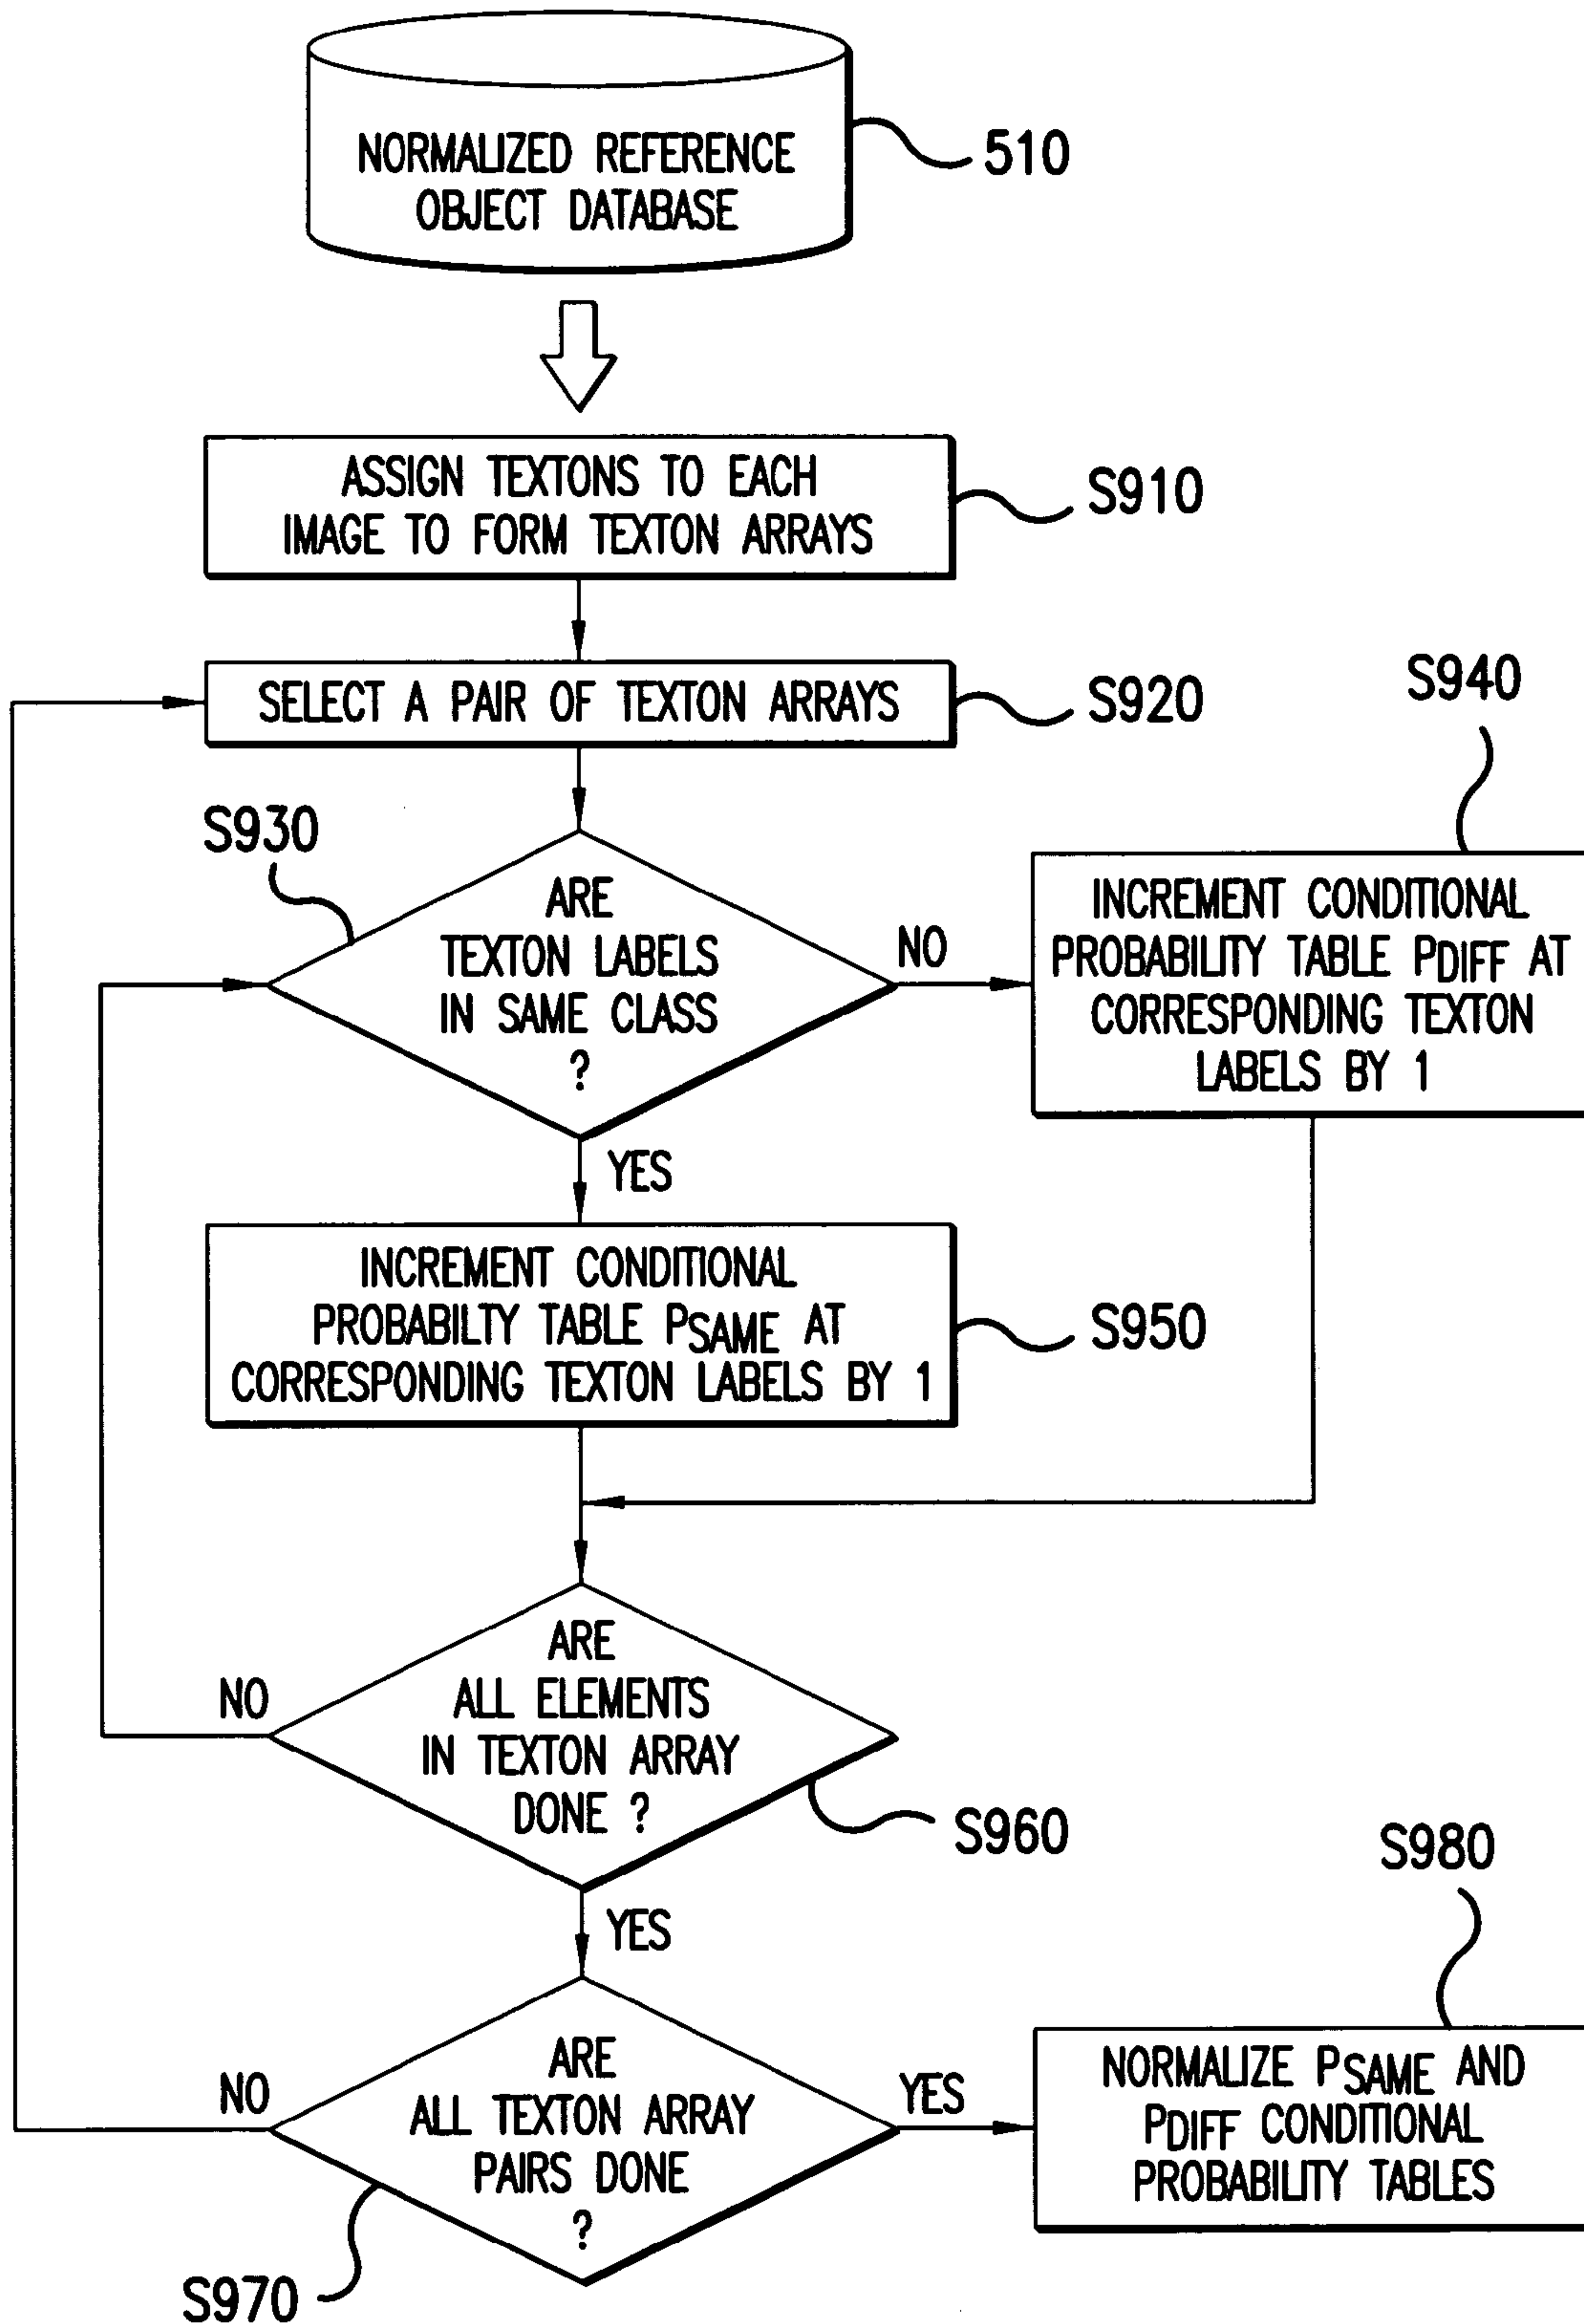 NORMALIZED REFERENCE
OBJECT DATABASE
510
ASSIGN TEXTONS TO EACH
IMAGE TO FORM TEXTON ARRAYS
S910
SELECT A PAIR OF TEXTON ARRAYS
S920
S930
ARE
TEXTON LABELS
IN SAME CLASS
?
NO
S940
INCREMENT CONDITIONAL
PROBABILITY TABLE PDIFF AT
CORRESPONDING TEXTON
LABELS BY 1
YES
INCREMENT CONDITIONAL
PROBABILTY TABLE PSAME AT
CORRESPONDING TEXTON LABELS BY 1
S950
ARE
ALL ELEMENTS
IN TEXTON ARRAY
DONE ?
NO
S960
YES
ARE
ALL TEXTON ARRAY
PAIRS DONE
?
NO
S970
YES
S980
NORMALIZE PSAME AND
PDIFF CONDITIONAL
PROBABILITY TABLES